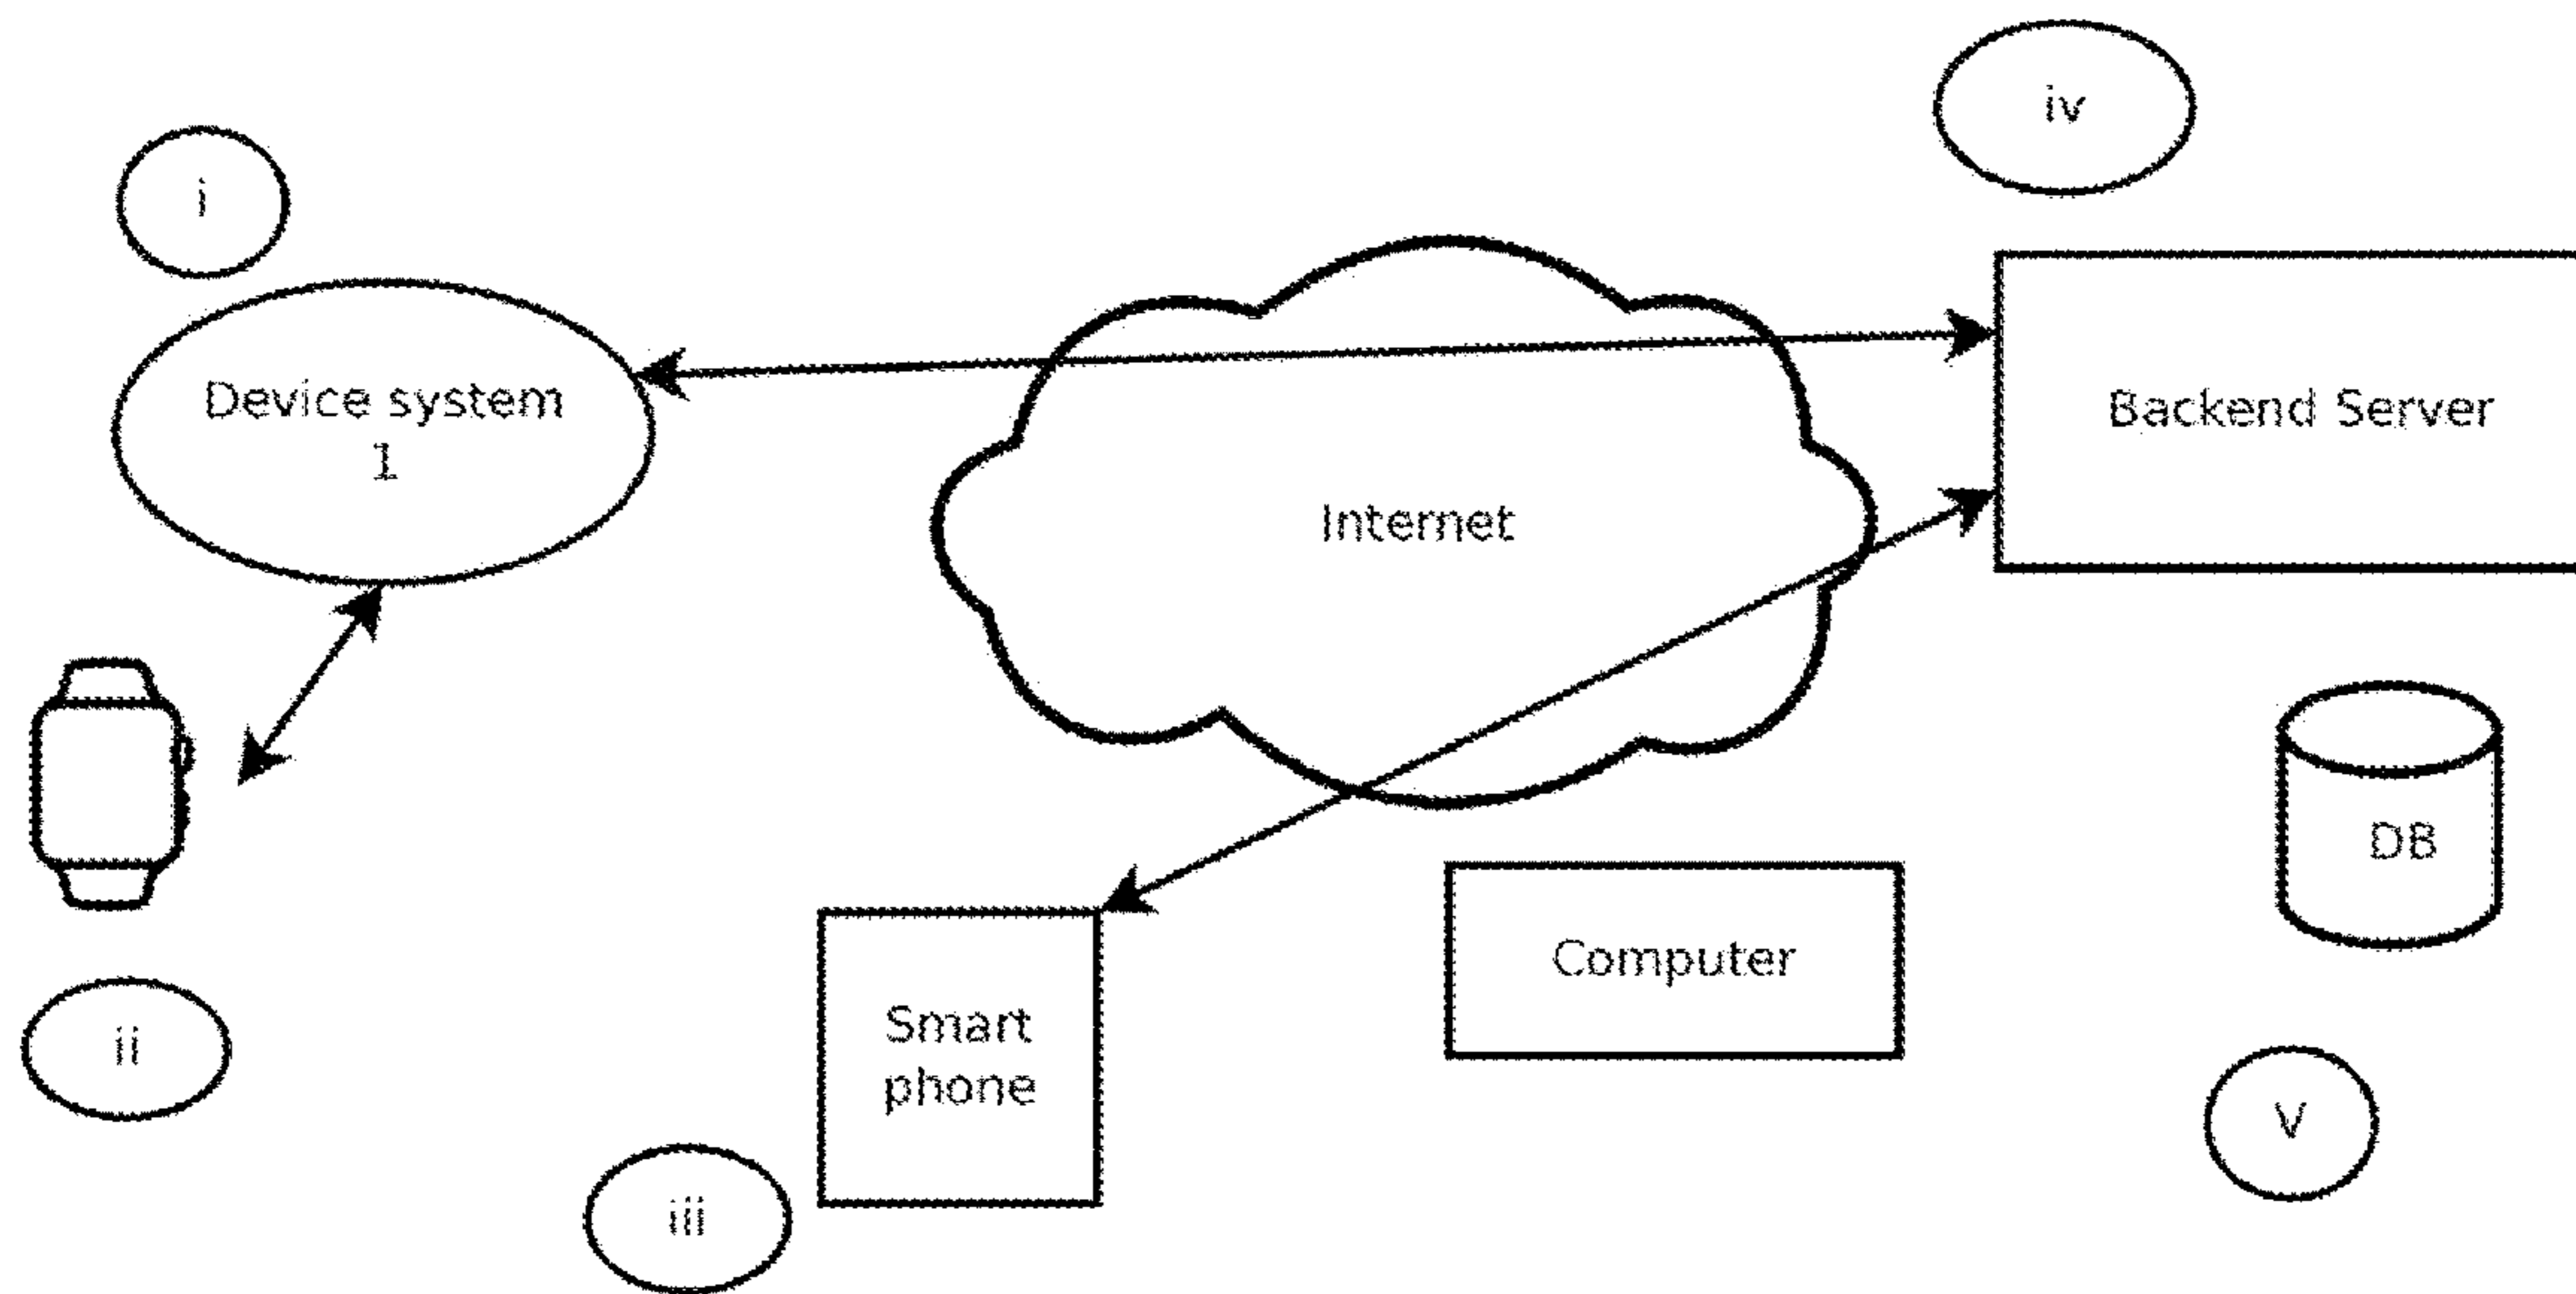 iv
i
Device system
1
Backend Server
Internet
DB
Computer
Smart
phone
ii
V
iii